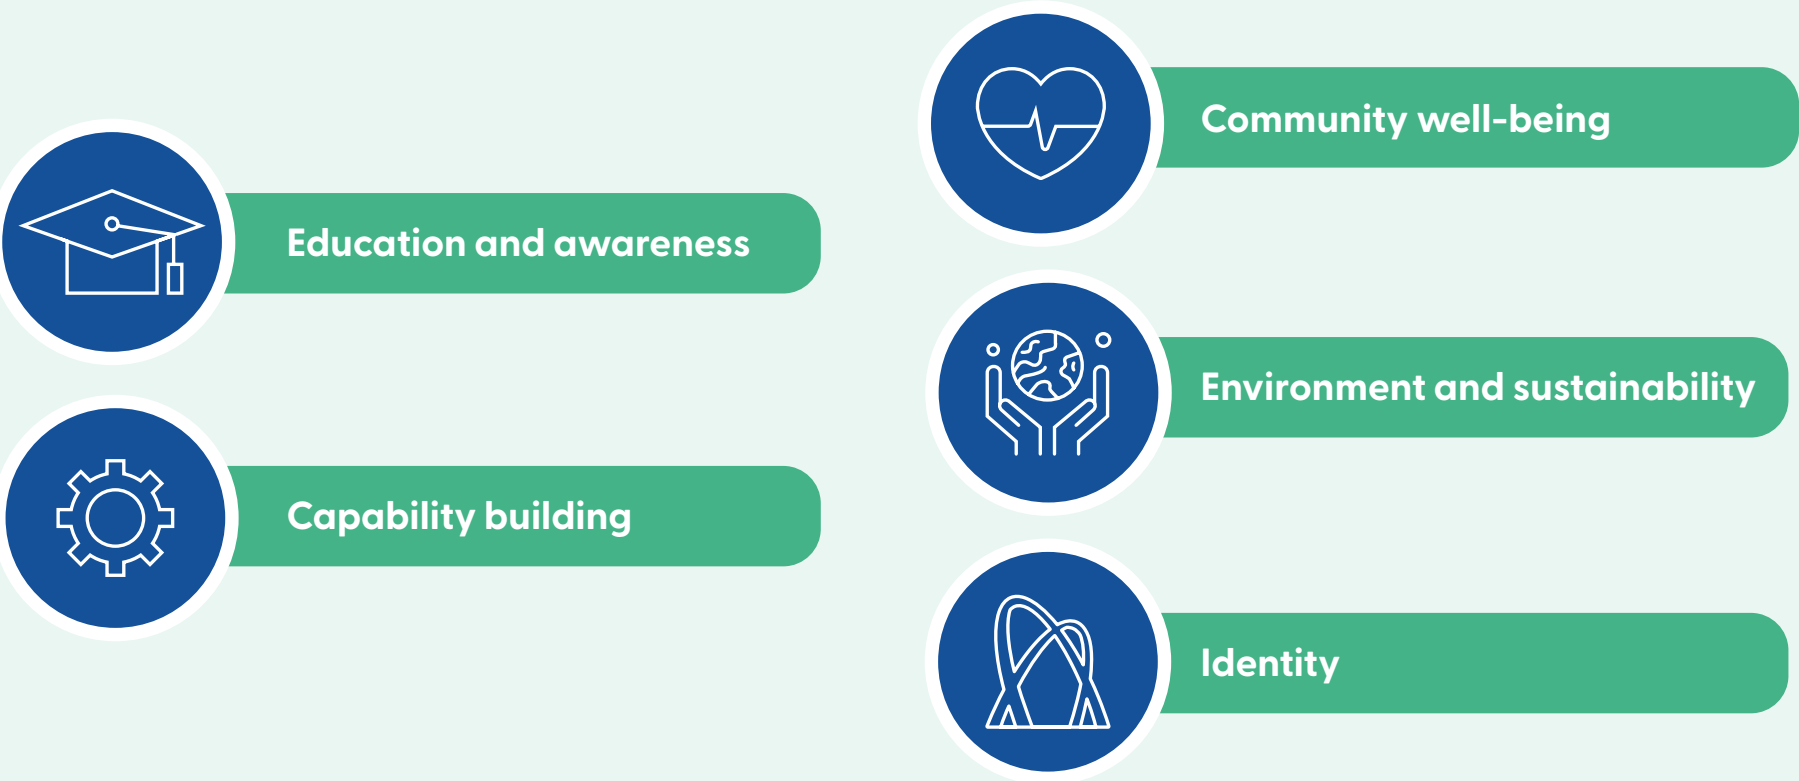 Education and awareness
Capability building
Community well-being
Environment and sustainability
Identity